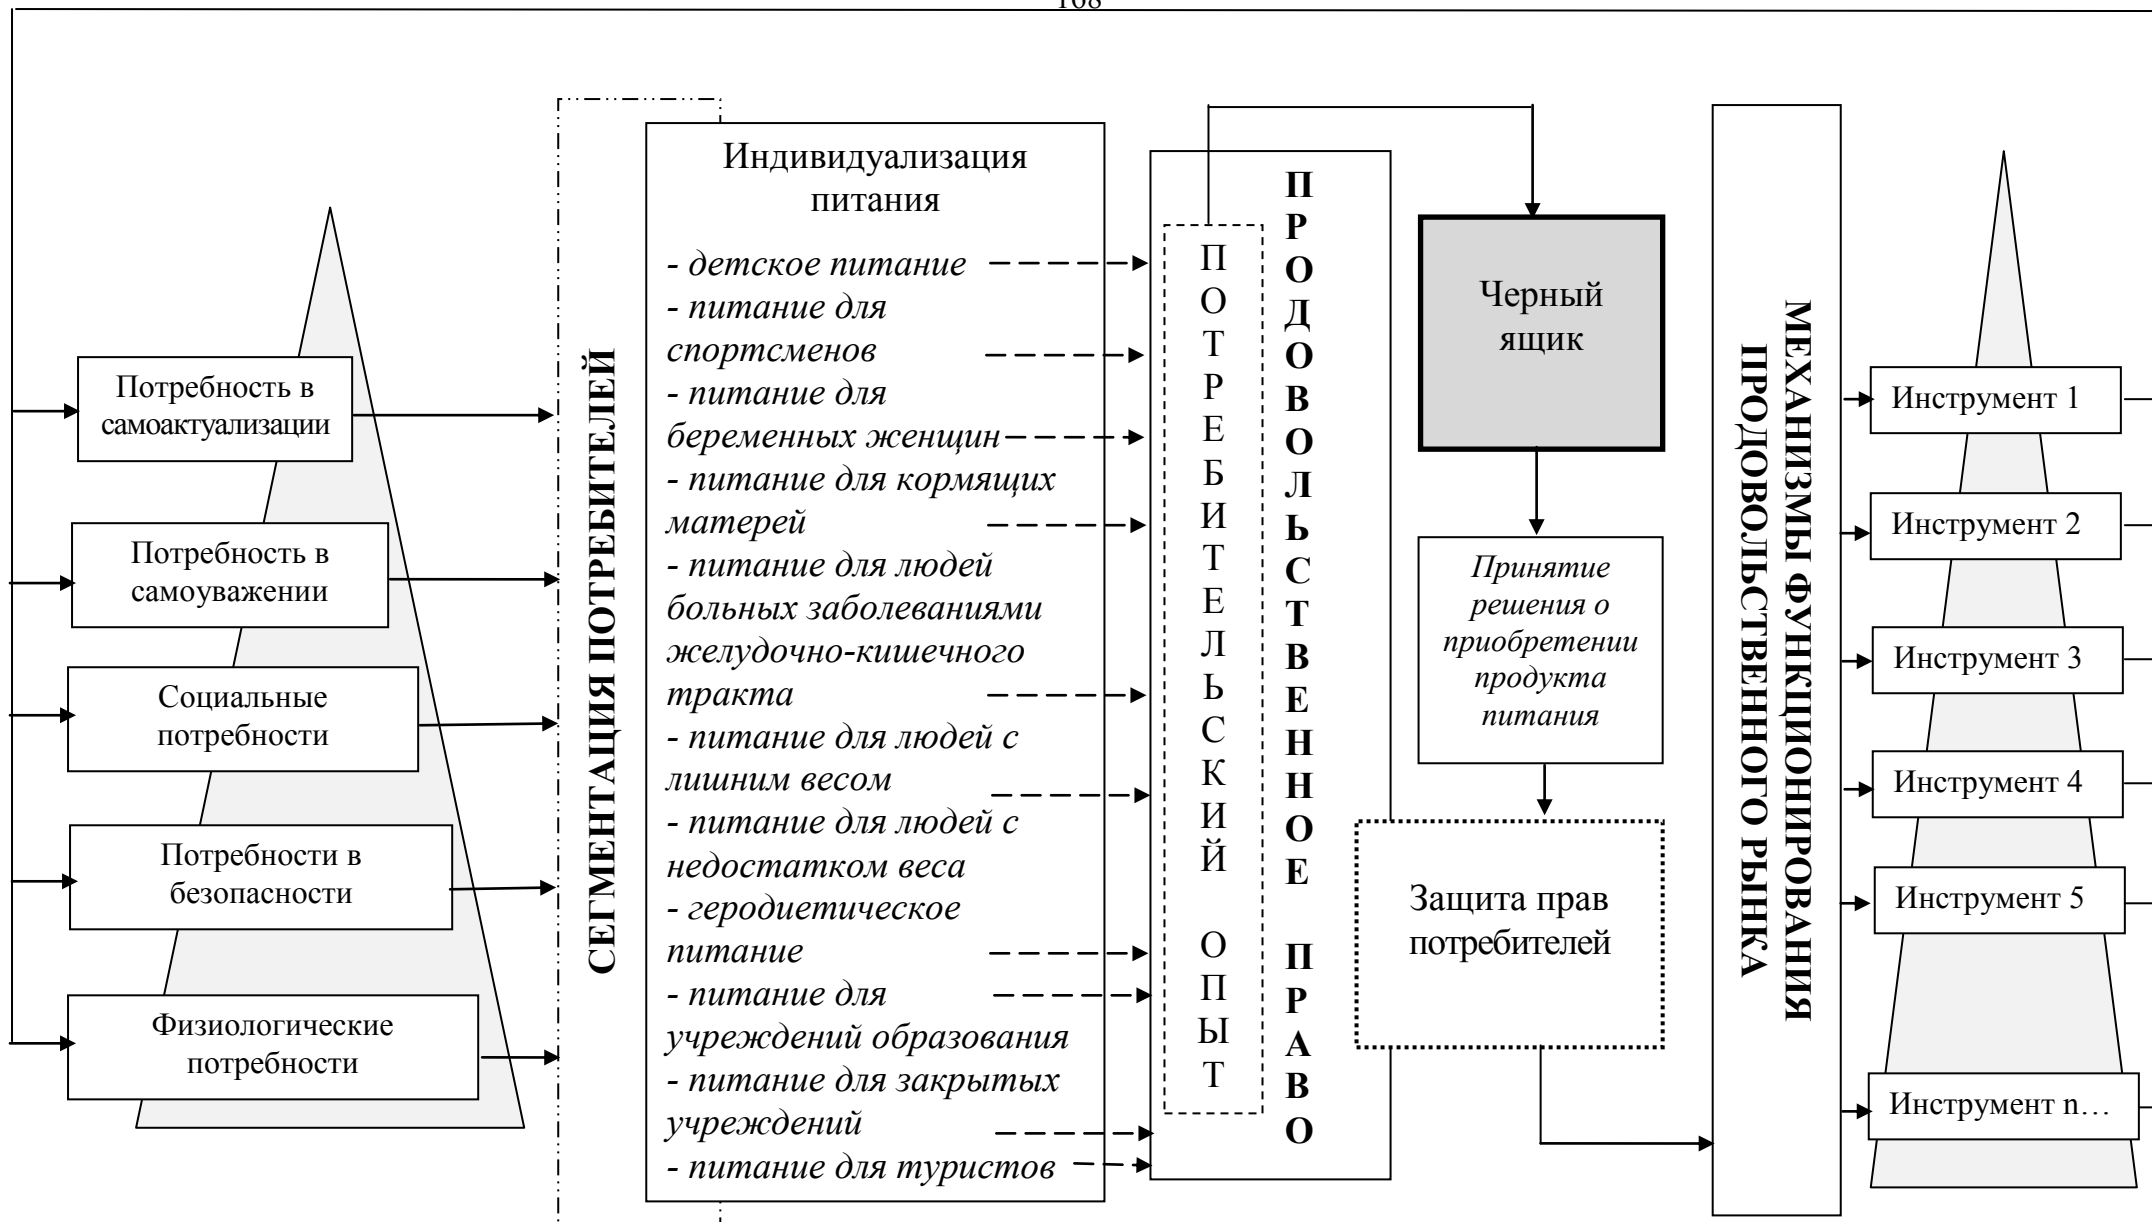 168
Потребность в
самоактуализации
Потребность в
самоуважении
Социальные
потребности
Потребности в
безопасности
Физиологические
потребности
СЕГМЕНТАЦИЯ ПОТРЕБИТЕЛЕЙ
Индивидуализация
питания
- детское питание
- питание для
спортсменов
- питание для
беременных женщин
- питание для кормящих
матерей
- питание для людей
больных заболеваниями
желудочно-кишечного
тракта
- питание для людей с
лишним весом
- питание для людей с
недостатком веса
- геродиетическое
питание
- питание для
учреждений образования
- питание для закрытых
учреждений
- питание для туристов
ПОТРЕБИТЕЛЬСКИЙ ОПЫТ
ПРОДОВОЛЬСТВЕННОЕ ПРАВО
Черный
ящик
Принятие
решения о
приобретении
продукта
питания
Защита прав
потребителей
МЕХАНИЗМЫ ФУНКЦИОНИРОВАНИЯ
ПРОДОВОЛЬСТВЕННОГО РЫНКА
Инструмент 1
Инструмент 2
Инструмент 3
Инструмент 4
Инструмент 5
Инструмент n…